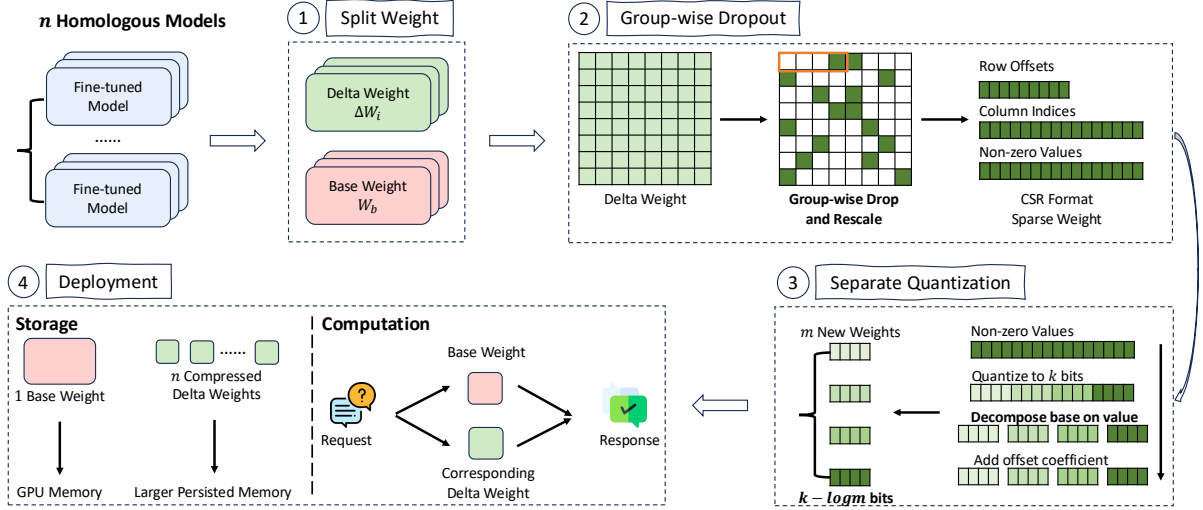 n Homologous Models
Fine-tuned
Model
......
Fine-tuned
Model
1
Split Weight
Delta Weight
ΔW_i
Base Weight
W_b
2
Group-wise Dropout
Delta Weight
Group-wise Drop
and Rescale
Row Offsets
Column Indices
Non-zero Values
CSR Format
Sparse Weight
3
Separate Quantization
Non-zero Values
Quantize to k bits
Decompose base on value
Add offset coefficient
m New Weights
k − logm bits
4
Deployment
Storage
1 Base Weight
GPU Memory
......
n Compressed
Delta Weights
Larger Persisted Memory
Computation
Request
Base Weight
Corresponding
Delta Weight
Response